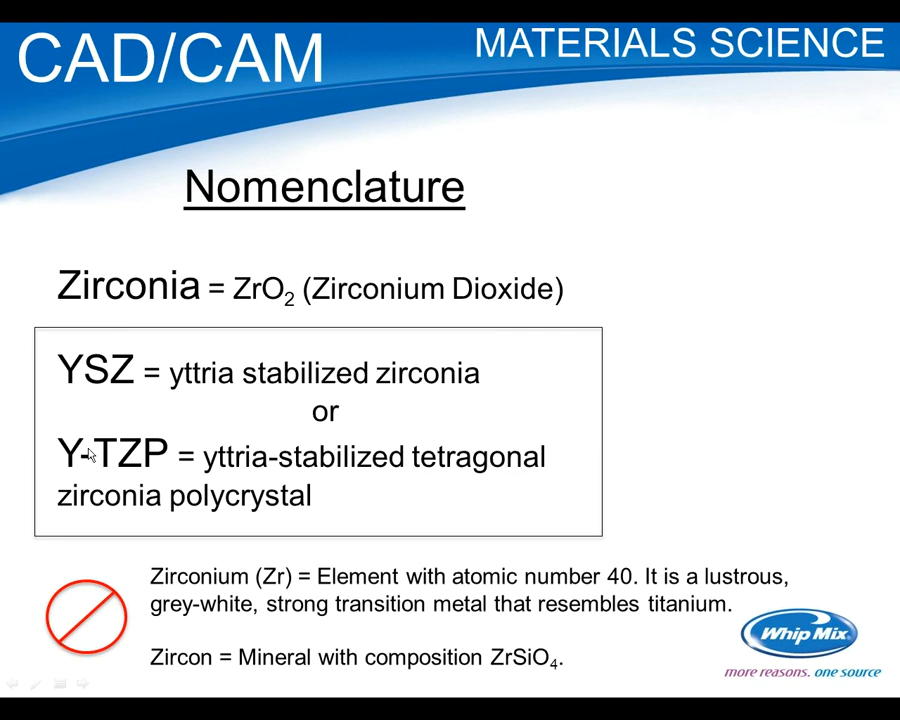 CAD/CAM
MATERIALS SCIENCE
Nomenclature
Zirconia = ZrO₂ (Zirconium Dioxide)
YSZ = yttria stabilized zirconia
or
Y-TZP = yttria-stabilized tetragonal
zirconia polycrystal
Zirconium (Zr) = Element with atomic number 40. It is a lustrous,
grey-white, strong transition metal that resembles titanium.
Zircon = Mineral with composition ZrSiO₄.
Whip Mix
more reasons. one source